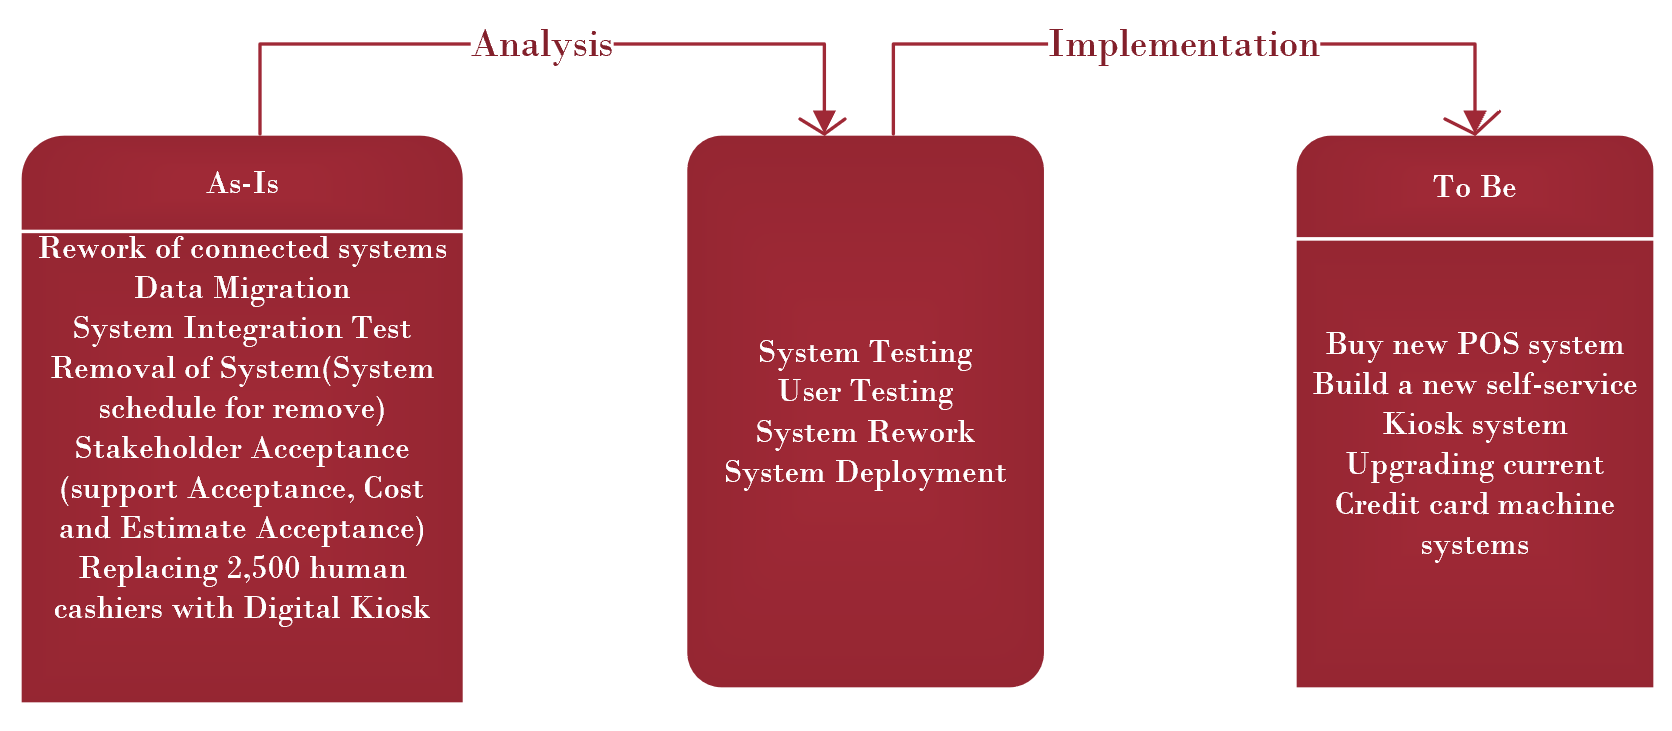 Analysis
Implementation
As-Is
Rework of connected systems
Data Migration
System Integration Test
Removal of System(System
schedule for remove)
Stakeholder Acceptance
(support Acceptance, Cost
and Estimate Acceptance)
Replacing 2,500 human
cashiers with Digital Kiosk
System Testing
User Testing
System Rework
System Deployment
To Be
Buy new POS system
Build a new self-service
Kiosk system
Upgrading current
Credit card machine
systems